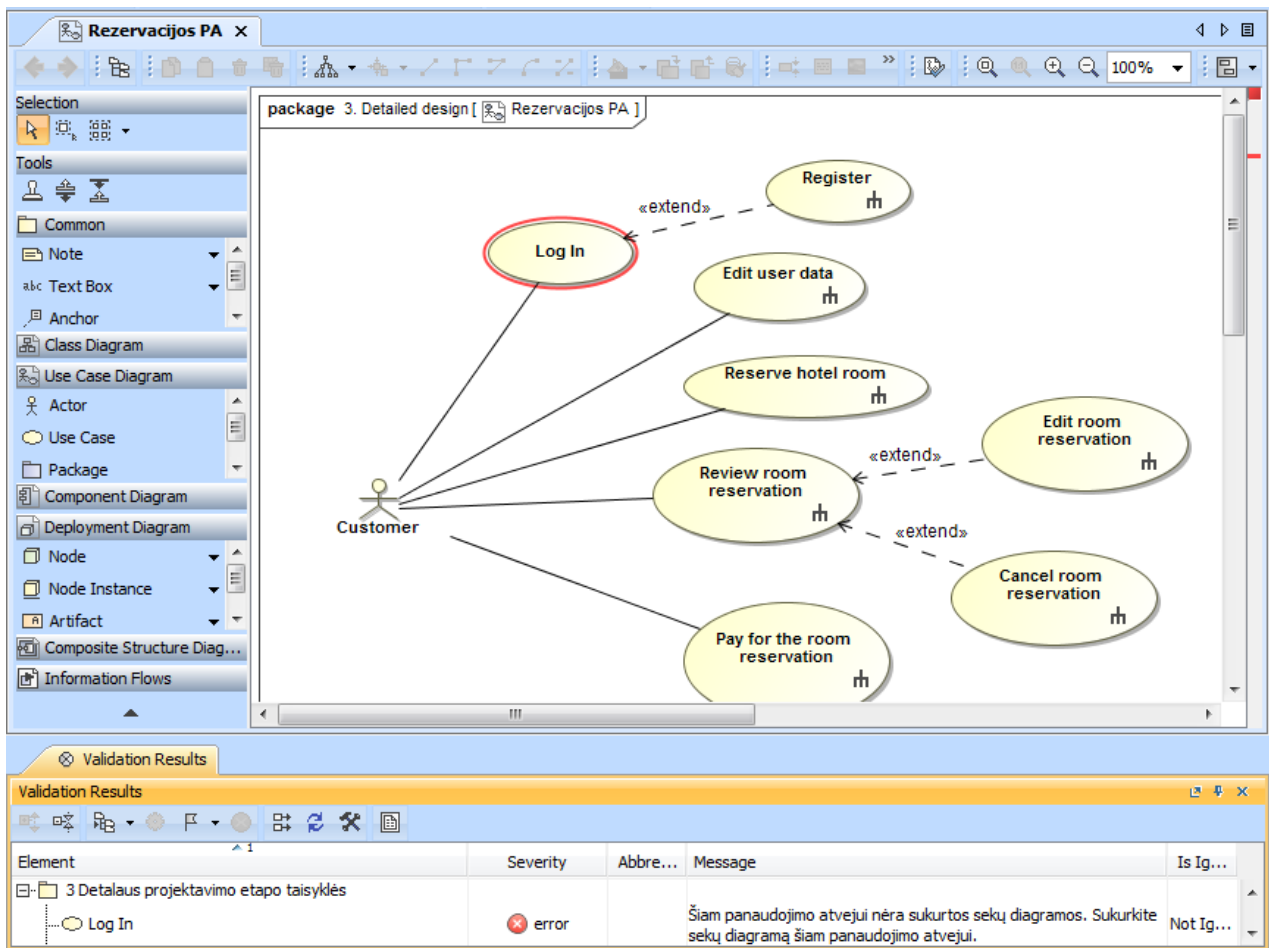 Rezervacijos PA
100%
Selection
Tools
Common
Note
abc Text Box
Anchor
Class Diagram
Use Case Diagram
Actor
Use Case
Package
Component Diagram
Deployment Diagram
Node
Node Instance
Artifact
Composite Structure Diag...
Information Flows
package 3. Detailed design [ Rezervacijos PA ]
Register
«extend»
Log In
Edit user data
Reserve hotel room
Edit room
reservation
«extend»
Review room
reservation
Customer
«extend»
Cancel room
reservation
Pay for the room
reservation
Validation Results
Validation Results
Element 1 Severity Abbre... Message Is Ig...
3 Detalaus projektavimo etapo taisyklės
Log In error Šiam panaudojimo atvejui nėra sukurtos sekų diagramos. Sukurkite Not Ig...
sekų diagramą šiam panaudojimo atvejui.